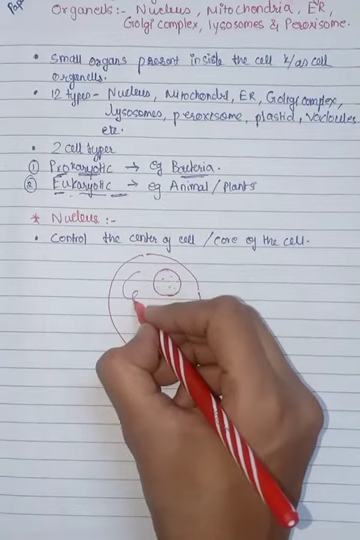 Organells:- Nucleus, Mitochondria, ER,
Golgi complex, lysosomes & Peroxisome.
• Small organs present inside the cell k/as cell
organells.
• 12 types - Nucleus, Mitochondri, ER, Golgi complex,
lysosomes, peroxisome, plastid, Vacloules
etc.
• 2 cell types
① Prokaryotic → eg Bacteria.
② Eukaryotic → eg Animal/Plants
* Nucleus :-
• Control the center of cell / core of the cell.